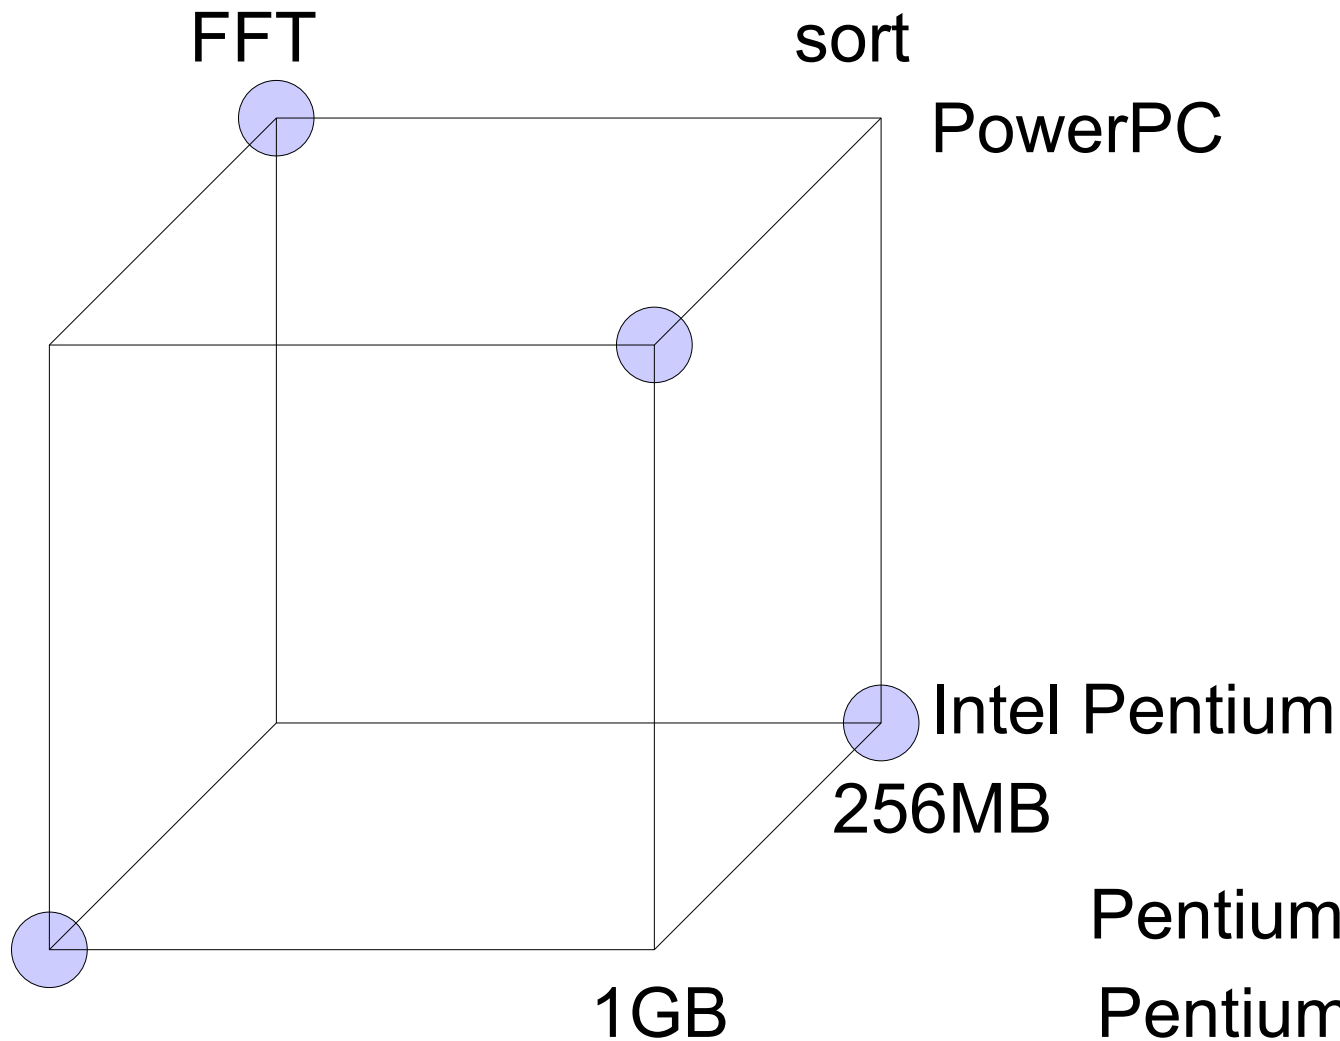 FFT sort
PowerPC
Intel Pentium
256MB
Pentium
1GB Pentium